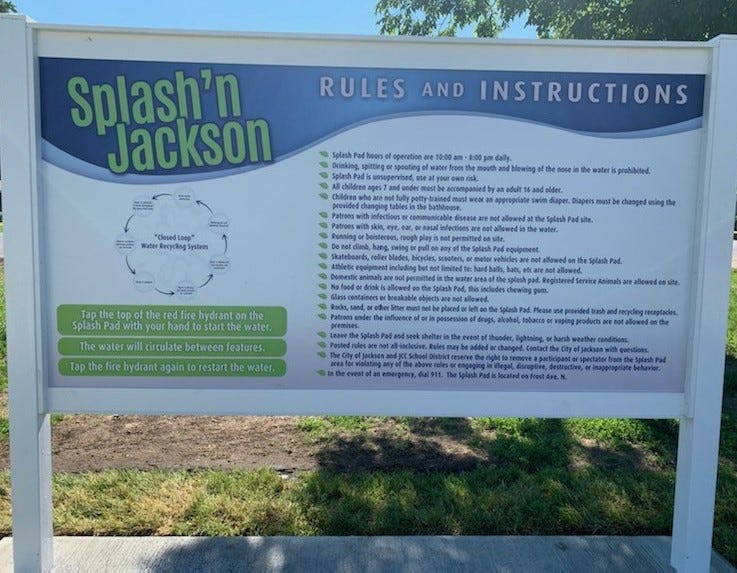 Splash'n
Jackson
RULES AND INSTRUCTIONS
Splash Pad hours of operation are 10:00 am - 8:00 pm daily.
Drinking, spitting or spouting of water from the mouth and blowing of the nose in the water is prohibited.
Splash Pad is unsupervised, use at your own risk.
All children ages 7 and under must be accompanied by an adult 16 and older.
Children who are not fully potty-trained must wear an appropriate swim diaper. Diapers must be changed using the
provided changing tables in the bathhouse.
Patrons with infectious or communicable disease are not allowed at the Splash Pad site.
Patrons with skin, eye, ear, or nasal infections are not allowed in the water.
Running or boisterous, rough play is not permitted on site.
Do not climb, hang, swing or pull on any of the Splash Pad equipment.
Skateboards, roller blades, bicycles, scooters, or motor vehicles are not allowed on the Splash Pad.
Athletic equipment including but not limited to: hard balls, bats, etc are not allowed.
Domestic animals are not permitted in the water area of the splash pad. Registered Service Animals are allowed on site.
No food or drink is allowed on the Splash Pad, this includes chewing gum.
Glass containers or breakable objects are not allowed.
Rocks, sand, or other litter must not be placed or left on the Splash Pad. Please use provided trash and recycling receptacles.
Patrons under the influence of or in possession of drugs, alcohol, tobacco or vaping products are not allowed on the
premises.
Leave the Splash Pad and seek shelter in the event of thunder, lightning, or harsh weather conditions.
Posted rules are not all-inclusive. Rules may be added or changed. Contact the City of Jackson with questions.
The City of Jackson and JCC School District reserve the right to remove a participant or spectator from the Splash Pad
area for violating any of the above rules or engaging in illegal, disruptive, destructive, or inappropriate behavior.
In the event of an emergency, dial 911. The Splash Pad is located on Frost Ave. N.
"Closed Loop"
Water Recycling System
Tap the top of the red fire hydrant on the
Splash Pad with your hand to start the water.
The water will circulate between features.
Tap the fire hydrant again to restart the water.